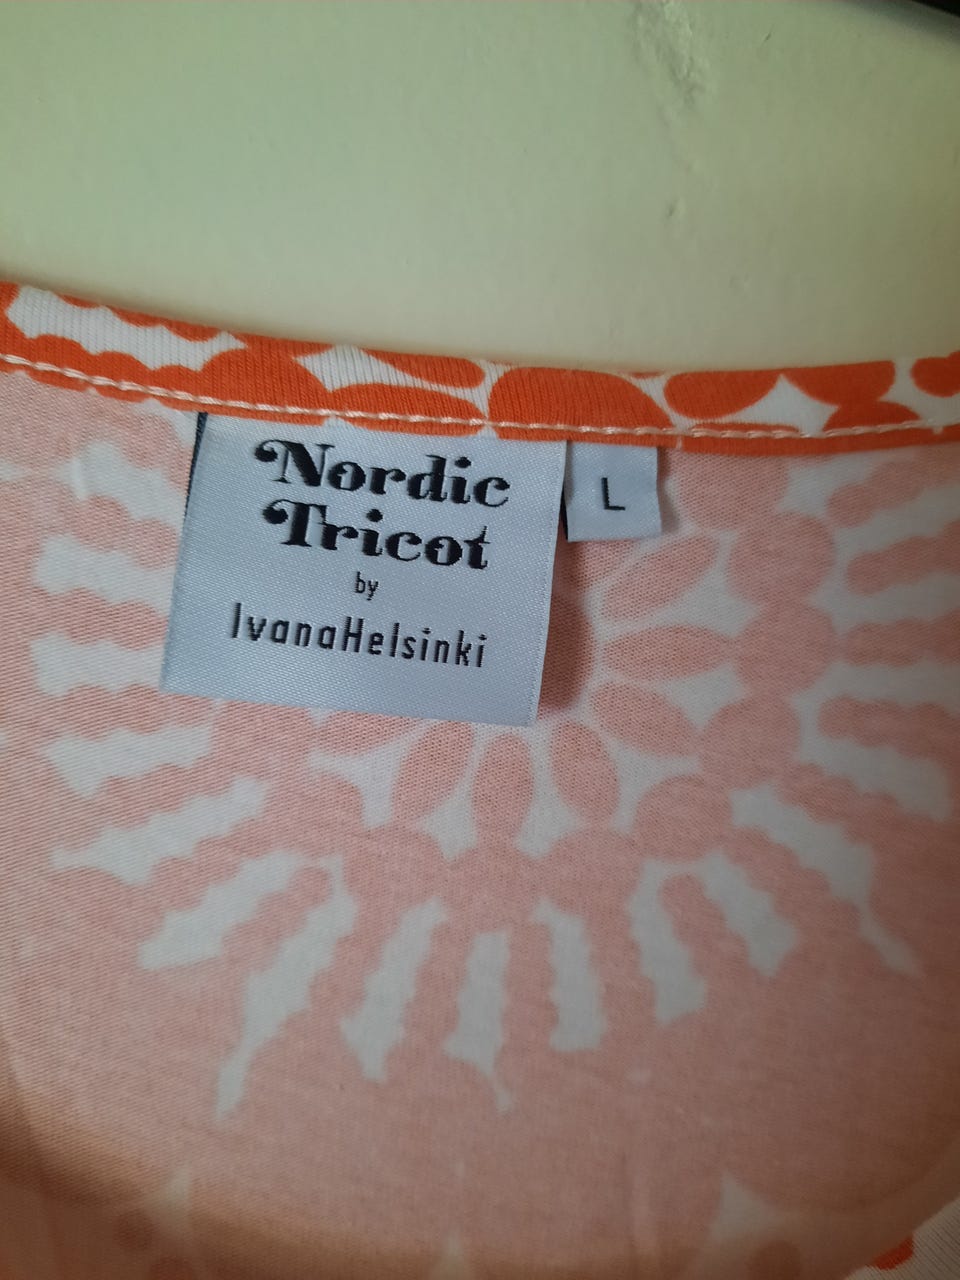 Nordic
Tricot
by
IvanaHelsinki
L